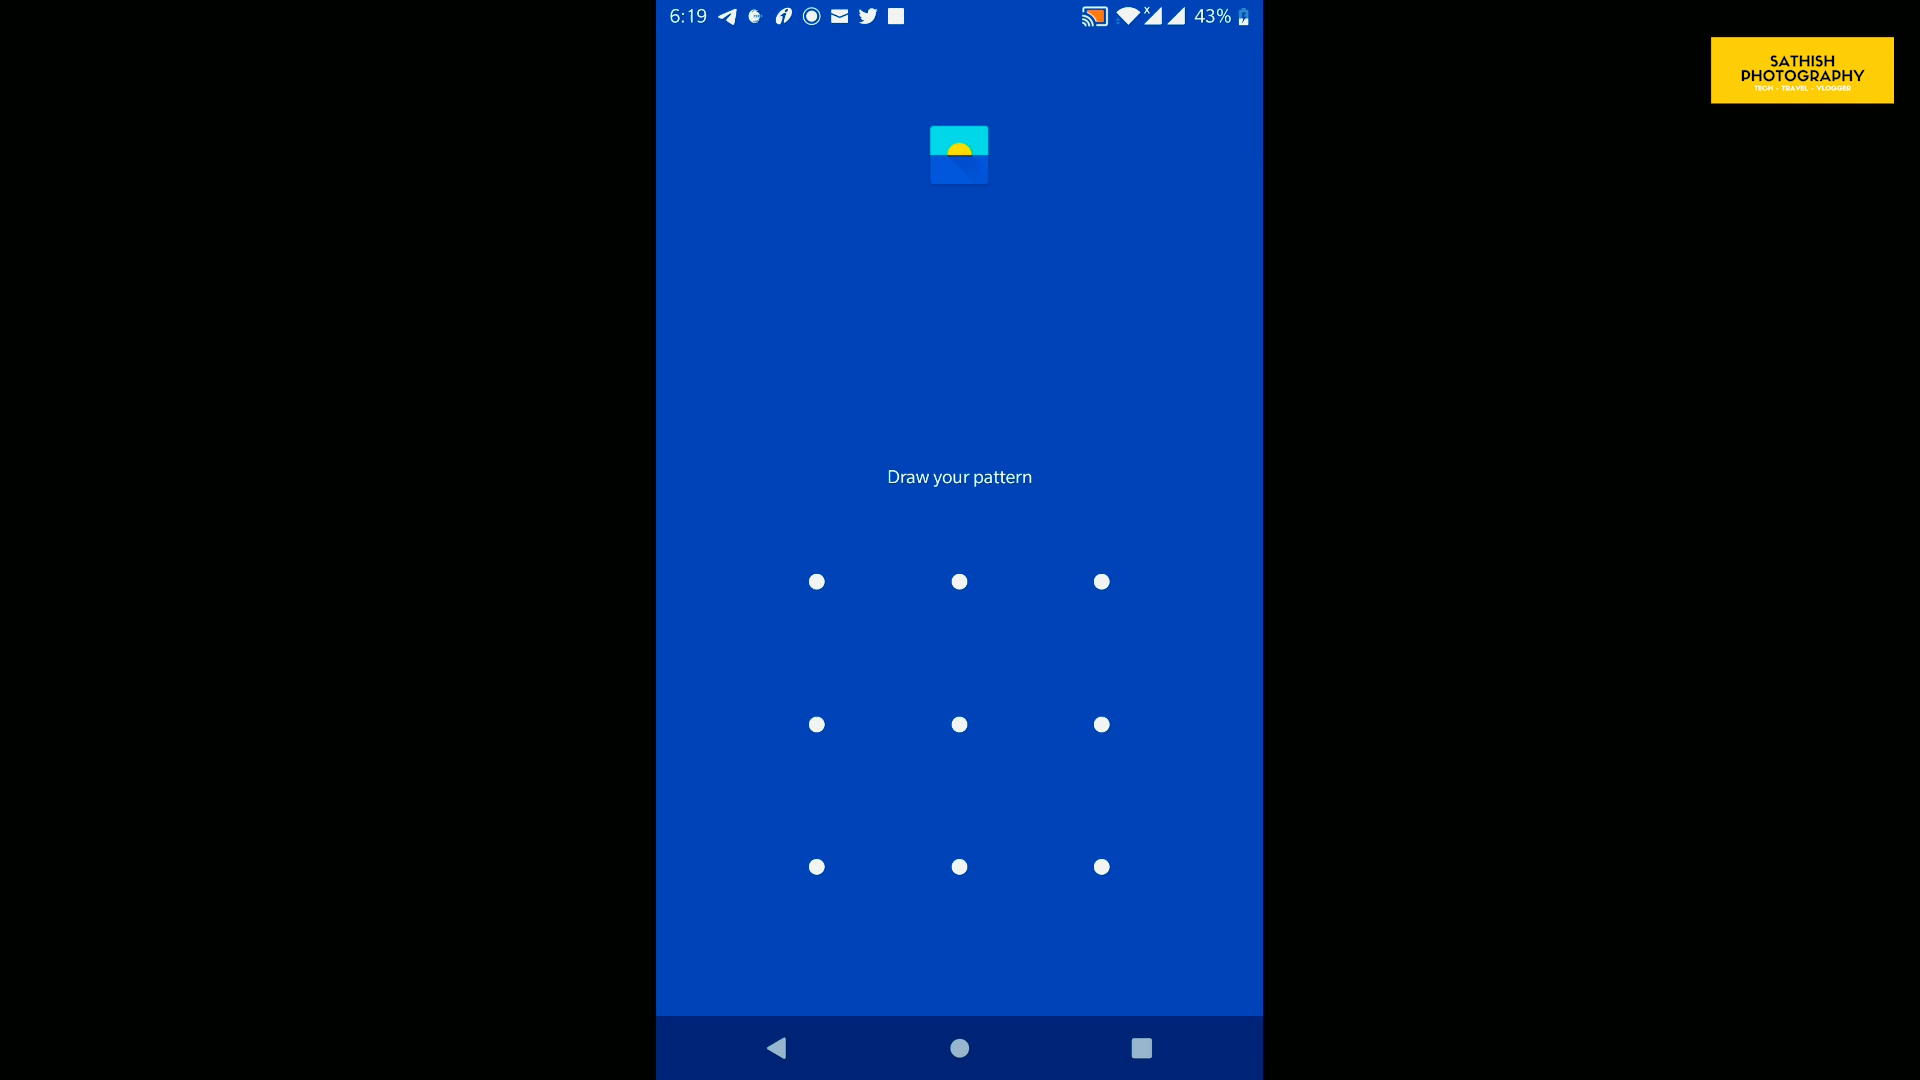 6:19
43%
SATHISH
PHOTOGRAPHY
TECH - TRAVEL - VLOGGER
Draw your pattern